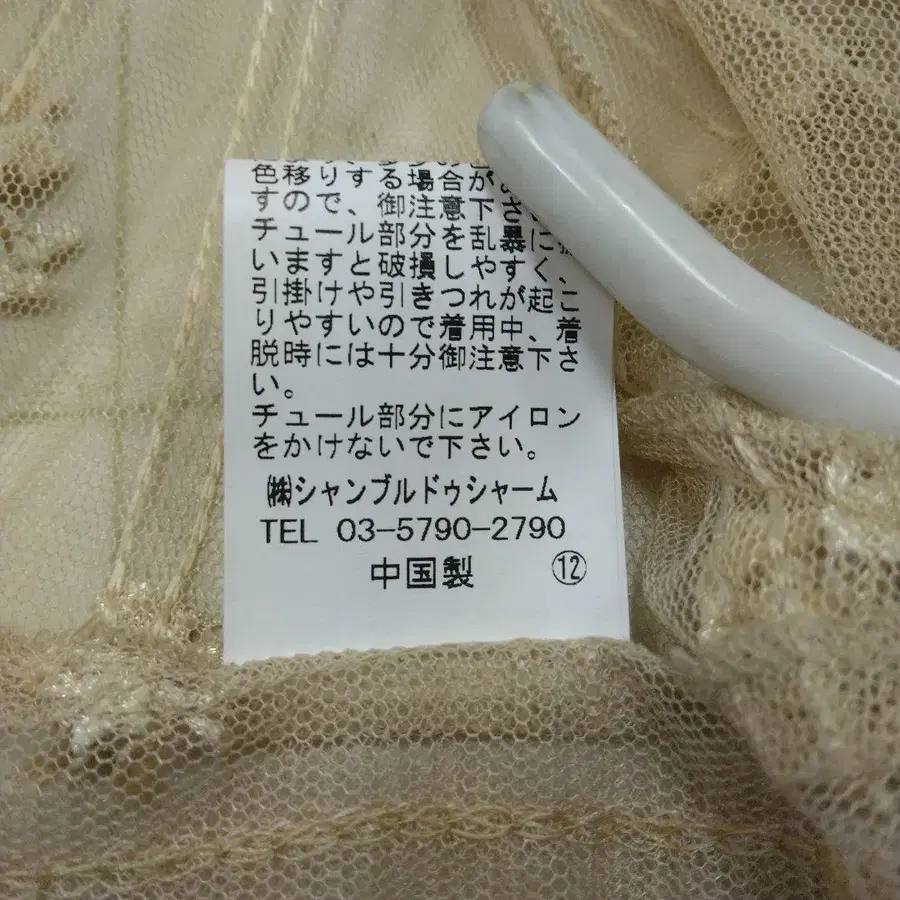 色移りする場合が
すので、御注意下さ
チュール部分を乱暴に
いますと破損しやすく、
引掛けや引きつれが起こ
りやすいので着用中、着
脱時には十分御注意下さ
い。
チュール部分にアイロン
をかけないで下さい。
㈱シャンブルドゥシャーム
TEL 03-5790-2790
中国製 ⑫